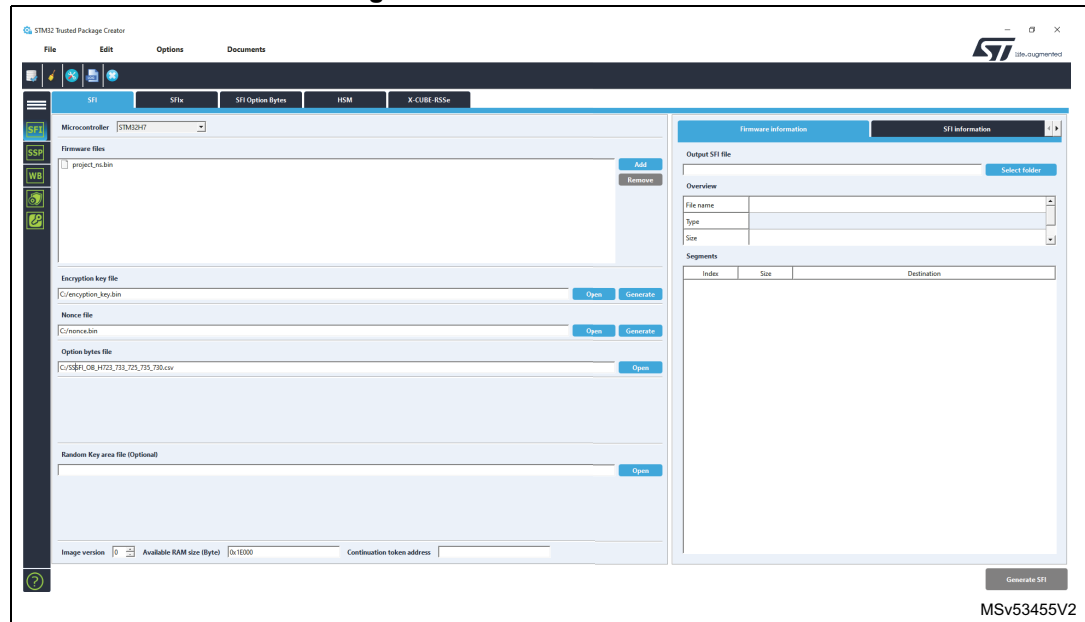 STM32 Trusted Package Creator
File Edit Options Documents
life.augmented
SFI SFIx SFI Option Bytes HSM X-CUBE-RSSe
SFI
SSP
WB
Microcontroller STM32H7
Firmware files
project_ns.bin
Add
Remove
Encryption key file
C:/encyption_key.bin Open Generate
Nonce file
C:/nonce.bin Open Generate
Option bytes file
C:/SSSFI_OB_H723_733_725_735_730.csv Open
Random Key area file (Optional)
Open
Image version 0 Available RAM size (Byte) 0x1E000 Continuation token address
Firmware information SFI information
Output SFI file
Select folder
Overview
File name
Type
Size
Segments
Index Size Destination
Generate SFI
MSv53455V2